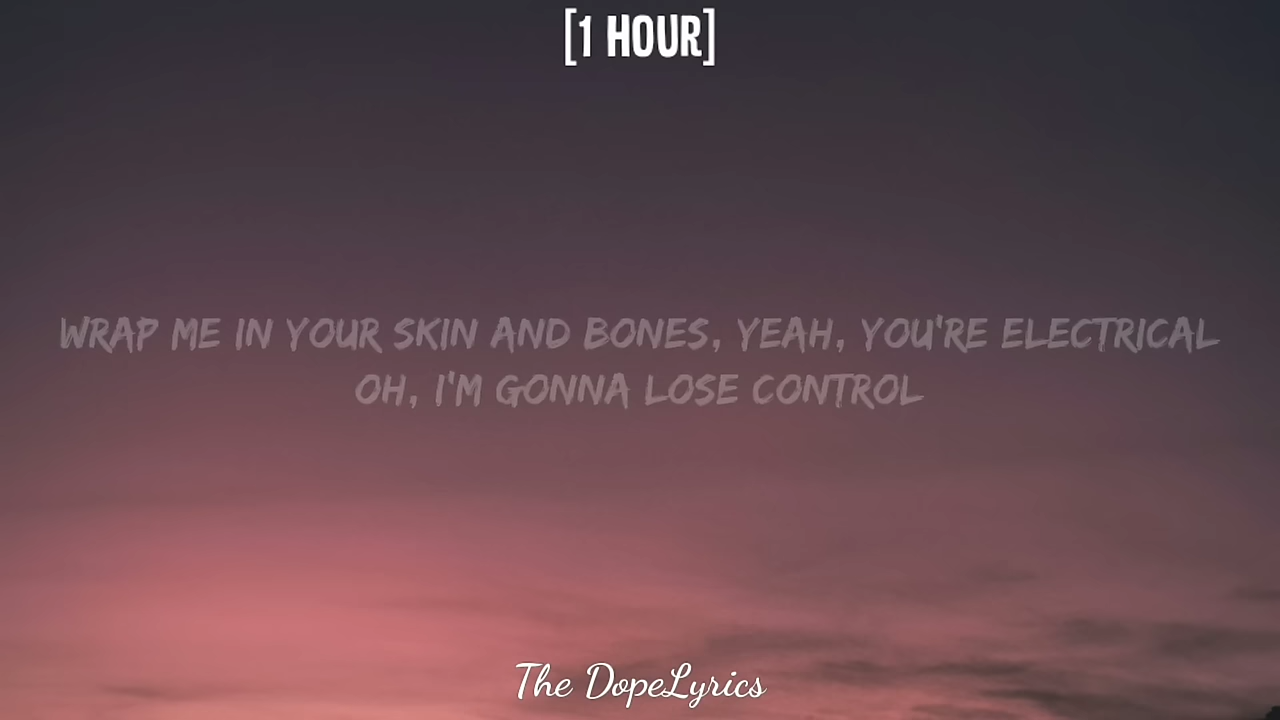 [1 HOUR]
WRAP ME IN YOUR SKIN AND BONES, YEAH, YOU'RE ELECTRICAL
OH, I'M GONNA LOSE CONTROL
The DopeLyrics